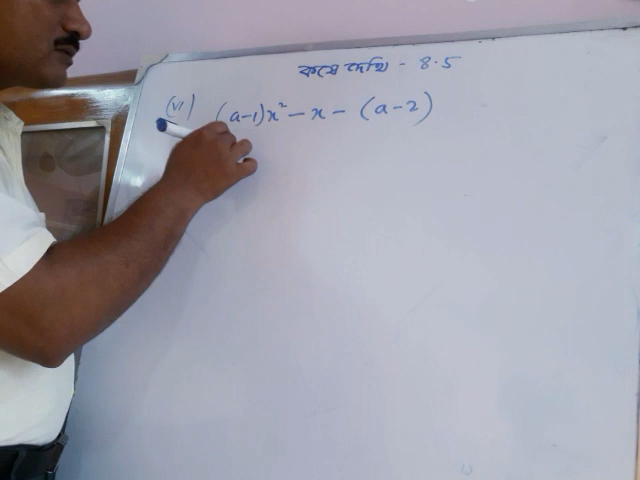 কষে দেখি - 8.5
(VI) (a-1)x² - x - (a-2)